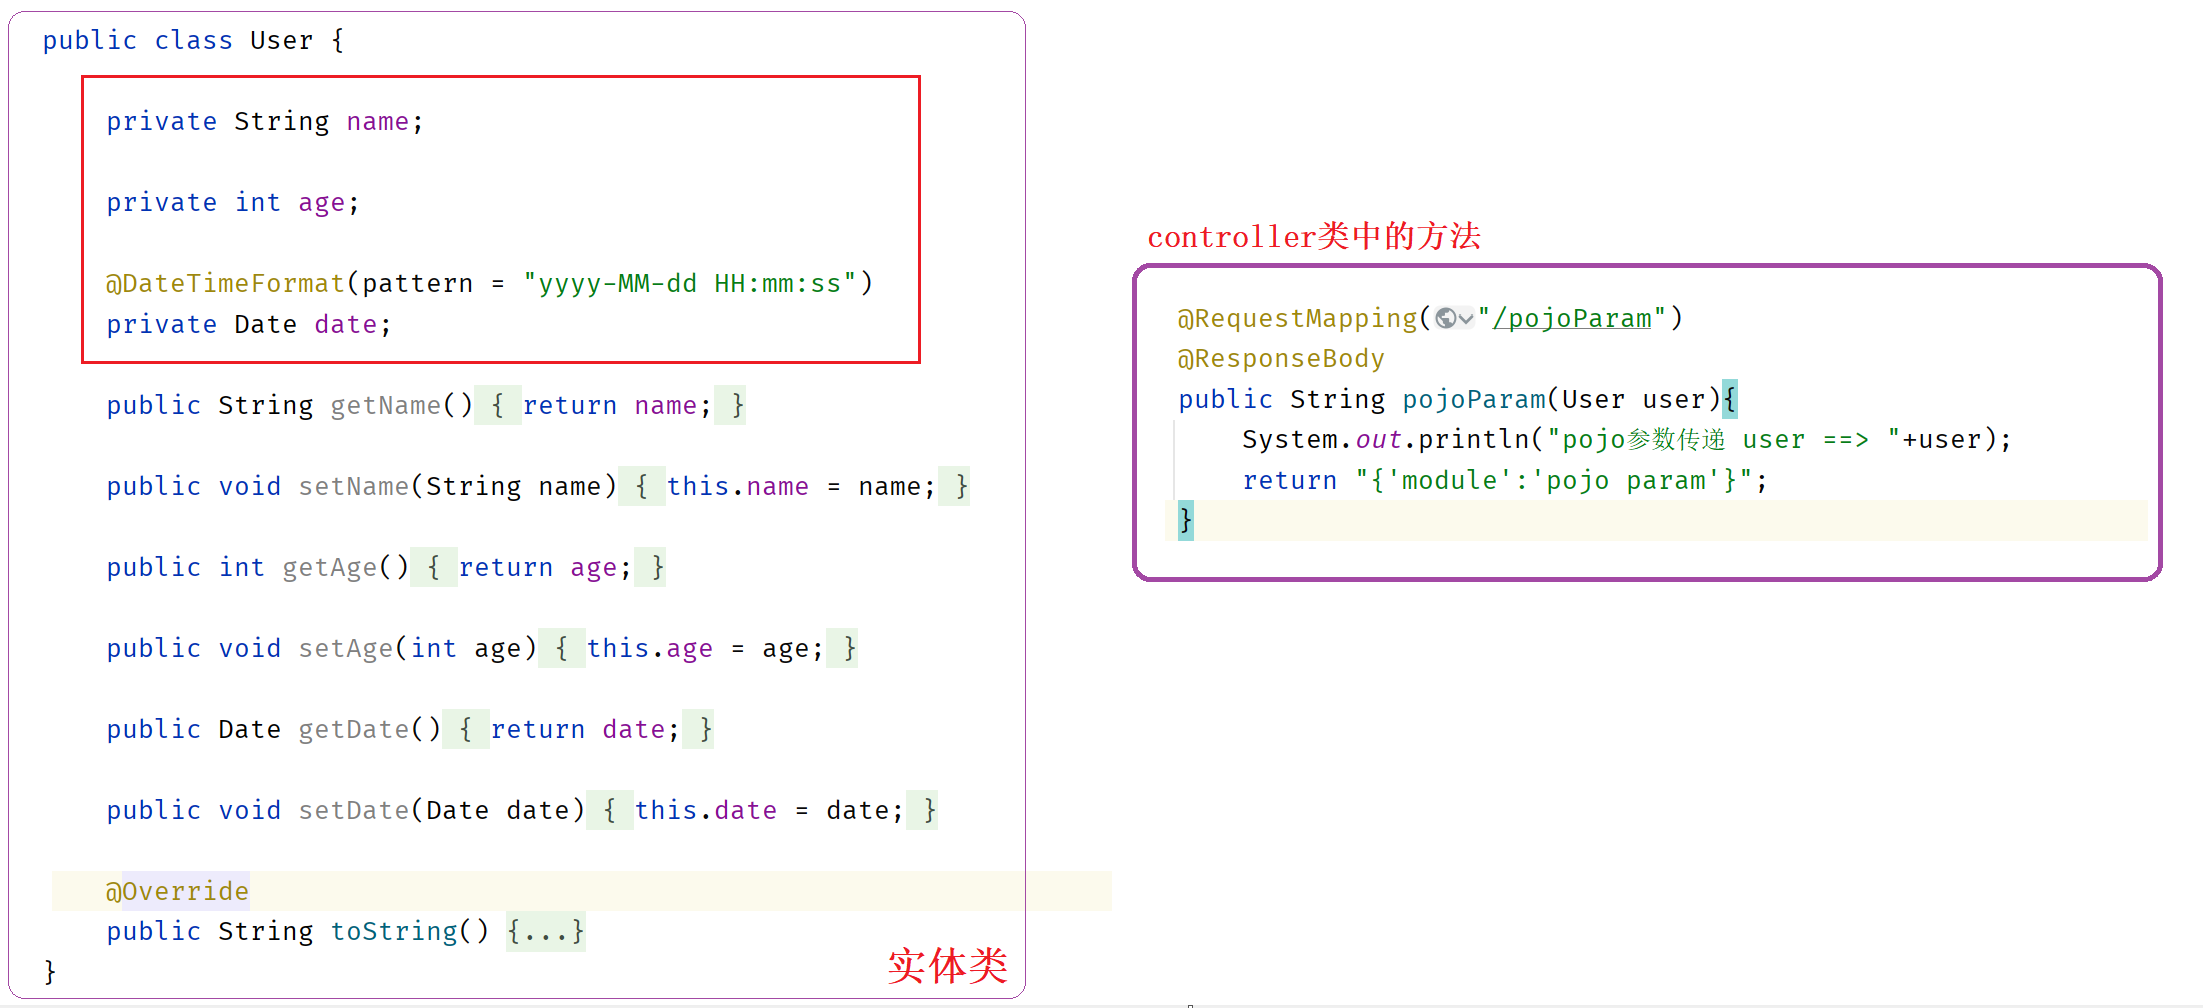 public class User {
private String name;
private int age;
@DateTimeFormat(pattern = "yyyy-MM-dd HH:mm:ss")
private Date date;
public String getName() { return name; }
public void setName(String name) { this.name = name; }
public int getAge() { return age; }
public void setAge(int age) { this.age = age; }
public Date getDate() { return date; }
public void setDate(Date date) { this.date = date; }
@Override
public String toString() {...}
}
实体类
controller类中的方法
@RequestMapping("/pojoParam")
@ResponseBody
public String pojoParam(User user){
System.out.println("pojo参数传递 user ==> "+user);
return "{'module':'pojo param'}";
}